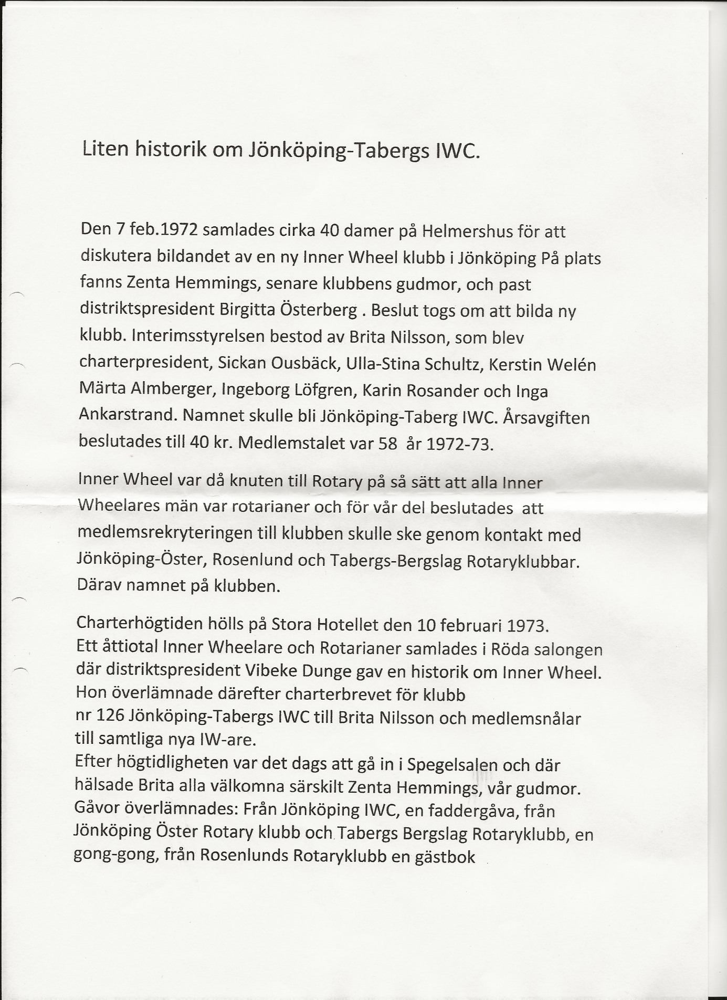 Liten historik om Jönköping-Tabergs IWC.
Den 7 feb.1972 samlades cirka 40 damer på Helmershus för att
diskutera bildandet av en ny Inner Wheel klubb i Jönköping På plats
fanns Zenta Hemmings, senare klubbens gudmor, och past
distriktspresident Birgitta Österberg . Beslut togs om att bilda ny
klubb. Interimsstyrelsen bestod av Brita Nilsson, som blev
charterpresident, Sickan Ousbäck, Ulla-Stina Schultz, Kerstin Welén
Märta Almberger, Ingeborg Löfgren, Karin Rosander och Inga
Ankarstrand. Namnet skulle bli Jönköping-Taberg IWC. Årsavgiften
beslutades till 40 kr. Medlemstalet var 58  år 1972-73.
Inner Wheel var då knuten till Rotary på så sätt att alla Inner
Wheelares män var rotarianer och för vår del beslutades  att
medlemsrekryteringen till klubben skulle ske genom kontakt med
Jönköping-Öster, Rosenlund och Tabergs-Bergslag Rotaryklubbar.
Därav namnet på klubben.
Charterhögtiden hölls på Stora Hotellet den 10 februari 1973.
Ett åttiotal Inner Wheelare och Rotarianer samlades i Röda salongen
där distriktspresident Vibeke Dunge gav en historik om Inner Wheel.
Hon överlämnade därefter charterbrevet för klubb
nr 126 Jönköping-Tabergs IWC till Brita Nilsson och medlemsnålar
till samtliga nya IW-are.
Efter högtidligheten var det dags att gå in i Spegelsalen och där
hälsade Brita alla välkomna särskilt Zenta Hemmings, vår gudmor.
Gåvor överlämnades: Från Jönköping IWC, en faddergåva, från
Jönköping Öster Rotary klubb och Tabergs Bergslag Rotaryklubb, en
gong-gong, från Rosenlunds Rotaryklubb en gästbok .